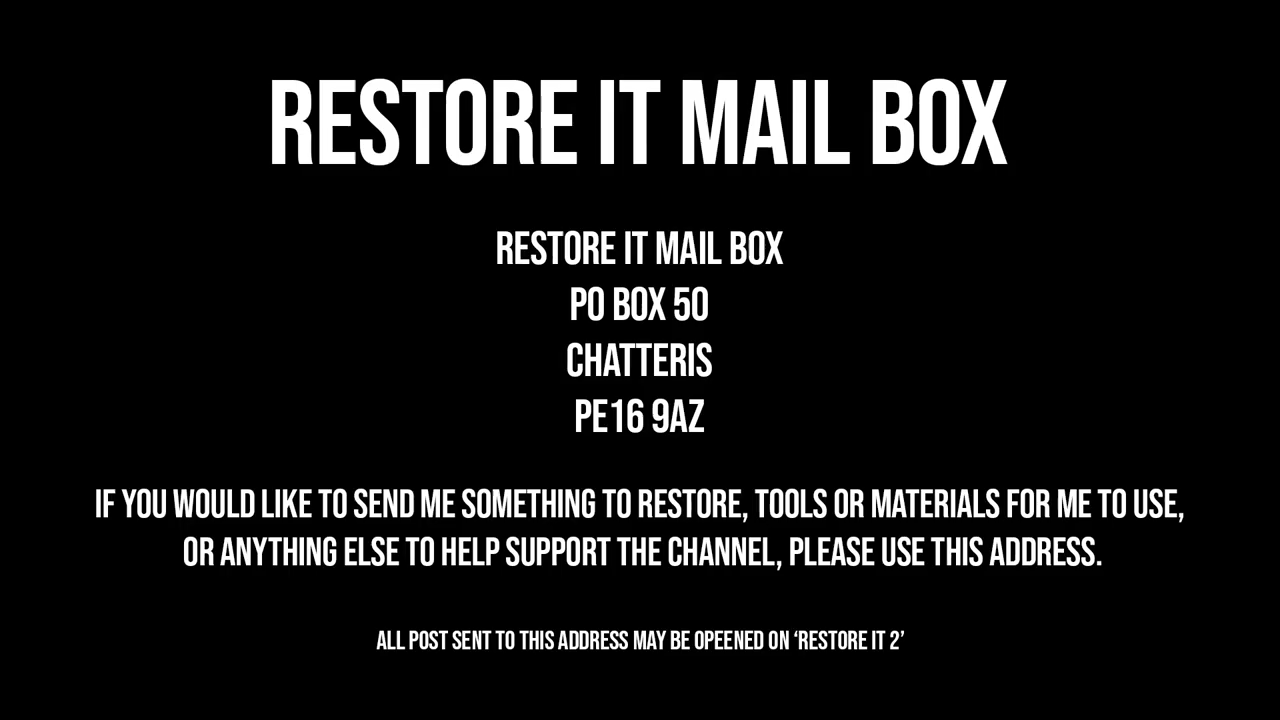 RESTORE IT MAIL BOX
RESTORE IT MAIL BOX
PO BOX 50
CHATTERIS
PE16 9AZ
IF YOU WOULD LIKE TO SEND ME SOMETHING TO RESTORE, TOOLS OR MATERIALS FOR ME TO USE,
OR ANYTHING ELSE TO HELP SUPPORT THE CHANNEL, PLEASE USE THIS ADDRESS.
ALL POST SENT TO THIS ADDRESS MAY BE OPEENED ON ‘RESTORE IT 2’